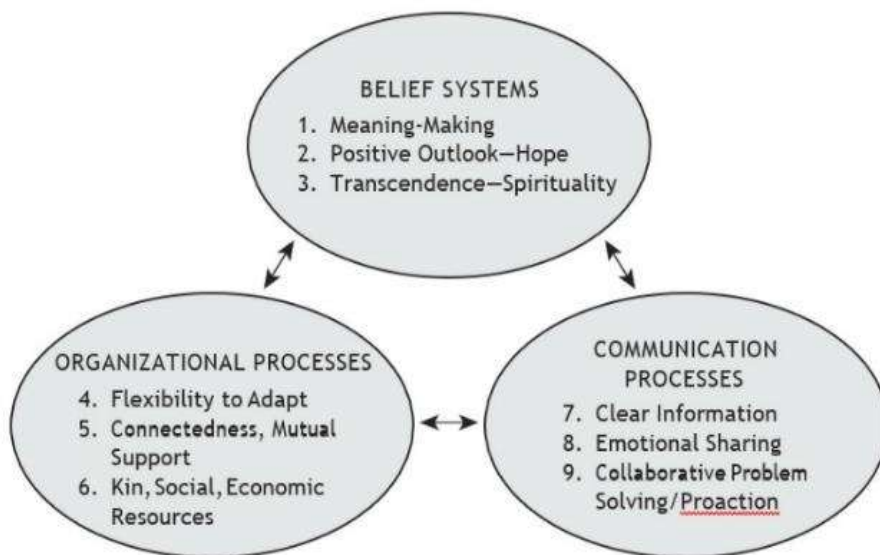 BELIEF SYSTEMS
1. Meaning-Making
2. Positive Outlook—Hope
3. Transcendence—Spirituality
ORGANIZATIONAL PROCESSES
4. Flexibility to Adapt
5. Connectedness, Mutual
Support
6. Kin, Social, Economic
Resources
COMMUNICATION
PROCESSES
7. Clear Information
8. Emotional Sharing
9. Collaborative Problem
Solving/Proaction